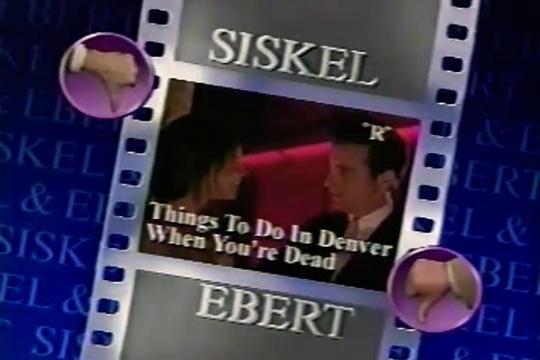 SISKEL
"R"
Things To Do In Denver
When You're Dead
EBERT